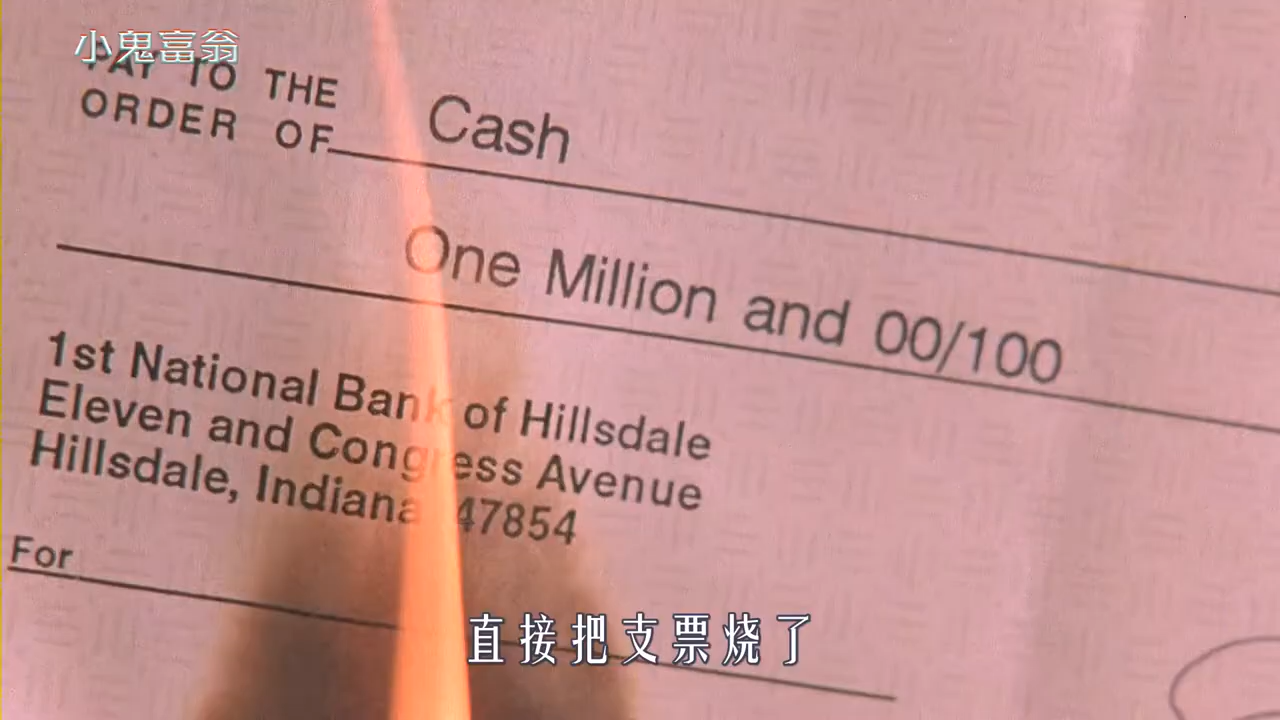 小鬼富翁
PAY TO THE
ORDER OF
Cash
One Million and 00/100
1st National Bank of Hillsdale
Eleven and Congress Avenue
Hillsdale, Indiana 47854
For
直接把支票烧了